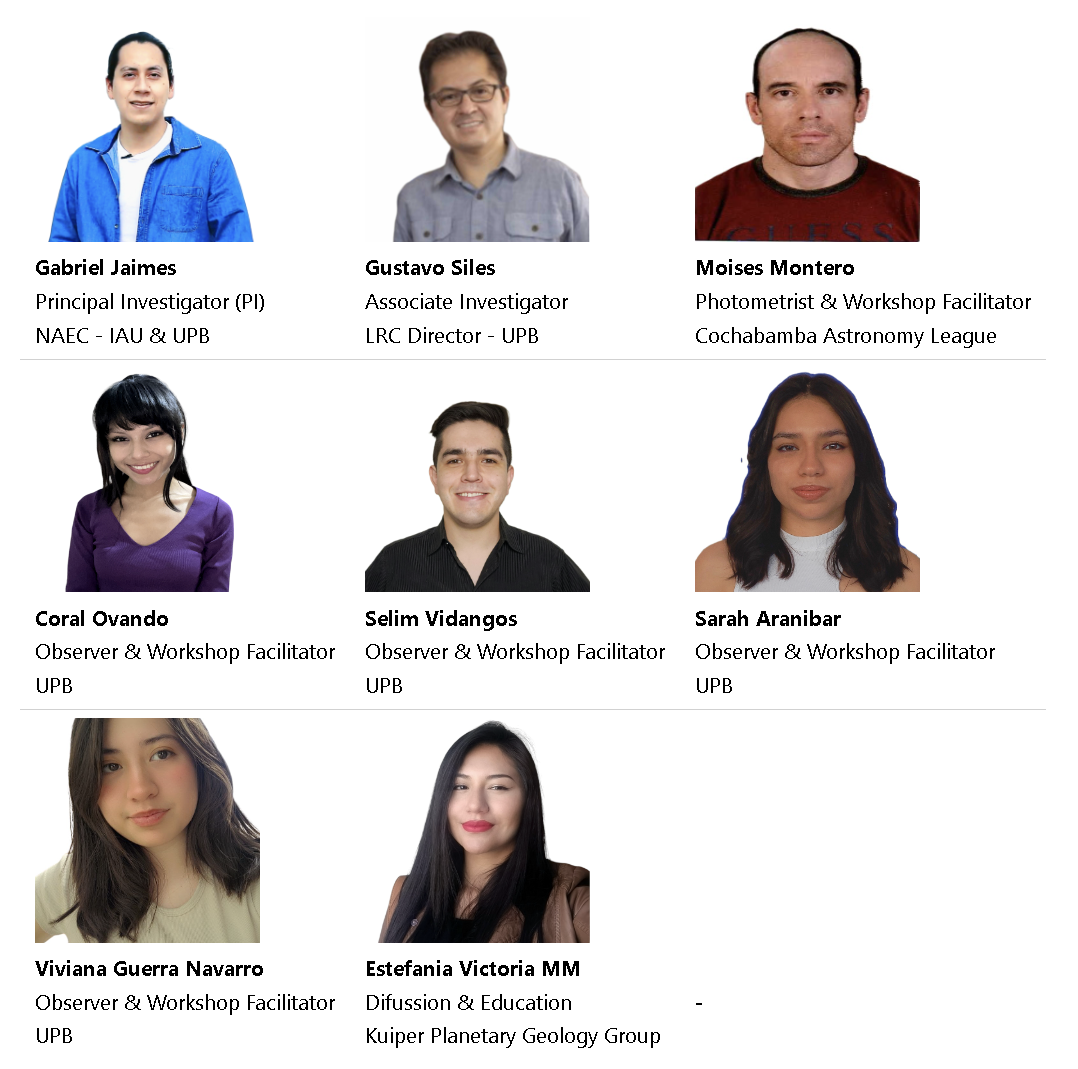 GUESS
Gabriel Jaimes
Principal Investigator (PI)
NAEC - IAU & UPB
Gustavo Siles
Associate Investigator
LRC Director - UPB
Moises Montero
Photometrist & Workshop Facilitator
Cochabamba Astronomy League
Coral Ovando
Observer & Workshop Facilitator
UPB
Selim Vidangos
Observer & Workshop Facilitator
UPB
Sarah Aranibar
Observer & Workshop Facilitator
UPB
Viviana Guerra Navarro
Observer & Workshop Facilitator
UPB
Estefania Victoria MM
Difussion & Education
Kuiper Planetary Geology Group
-